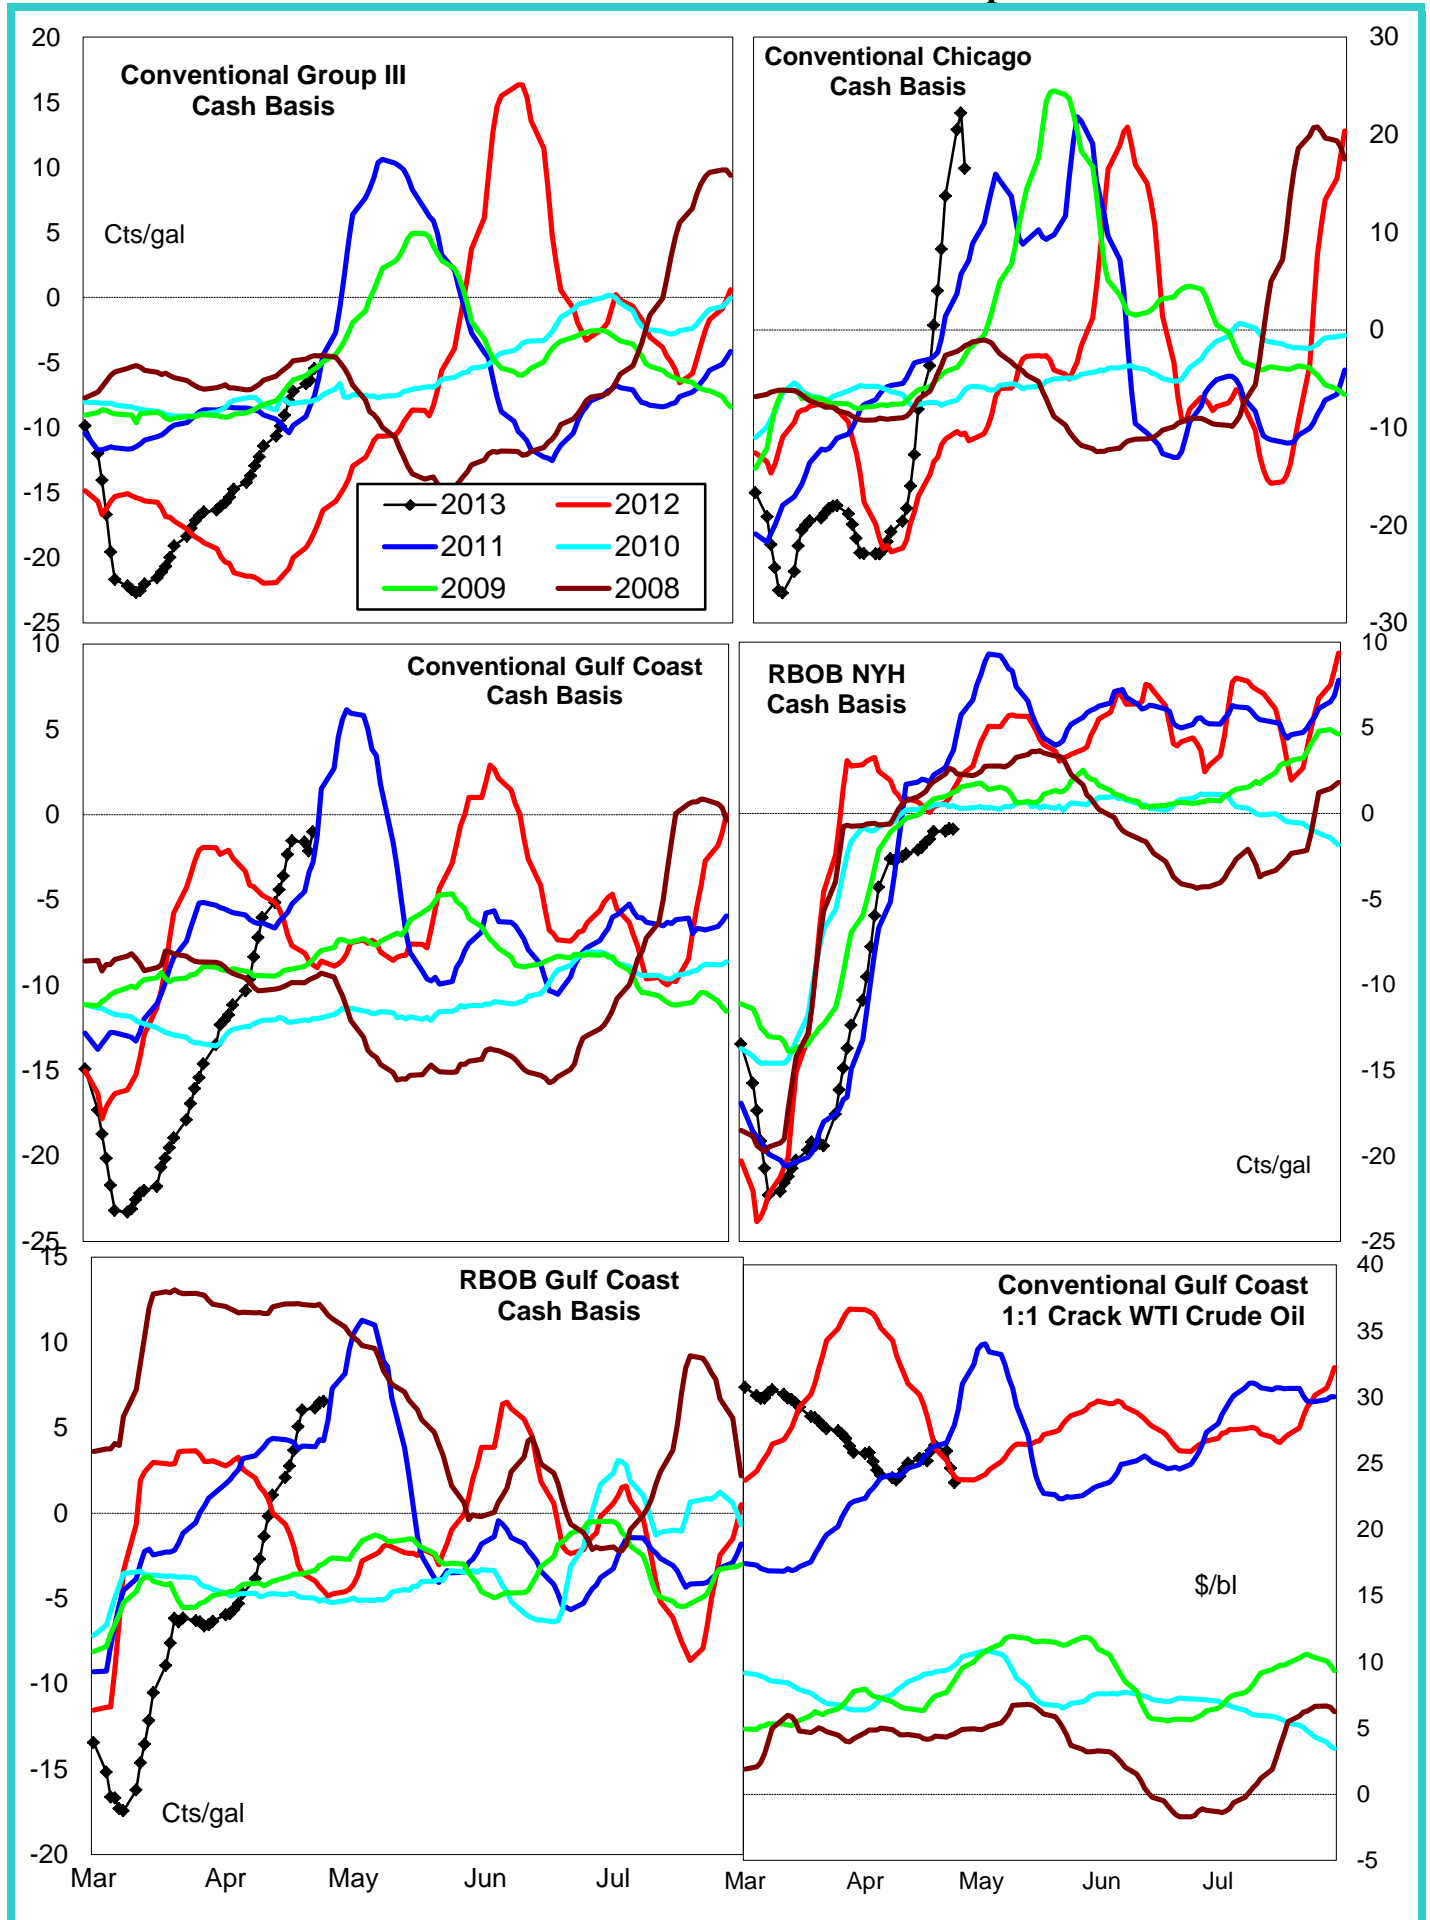 Conventional Group III
Cash Basis
20
15
10
5
0
-5
-10
-15
-20
-25
Cts/gal
2013
2012
2011
2010
2009
2008
Conventional Chicago
Cash Basis
30
20
10
0
-10
-20
-30
Conventional Gulf Coast
Cash Basis
10
5
0
-5
-10
-15
-20
-25
RBOB NYH
Cash Basis
10
5
0
-5
-10
-15
-20
-25
Cts/gal
RBOB Gulf Coast
Cash Basis
15
10
5
0
-5
-10
-15
-20
Cts/gal
Mar
Apr
May
Jun
Jul
Conventional Gulf Coast
1:1 Crack WTI Crude Oil
40
35
30
25
20
15
10
5
0
-5
$/bl
Mar
Apr
May
Jun
Jul